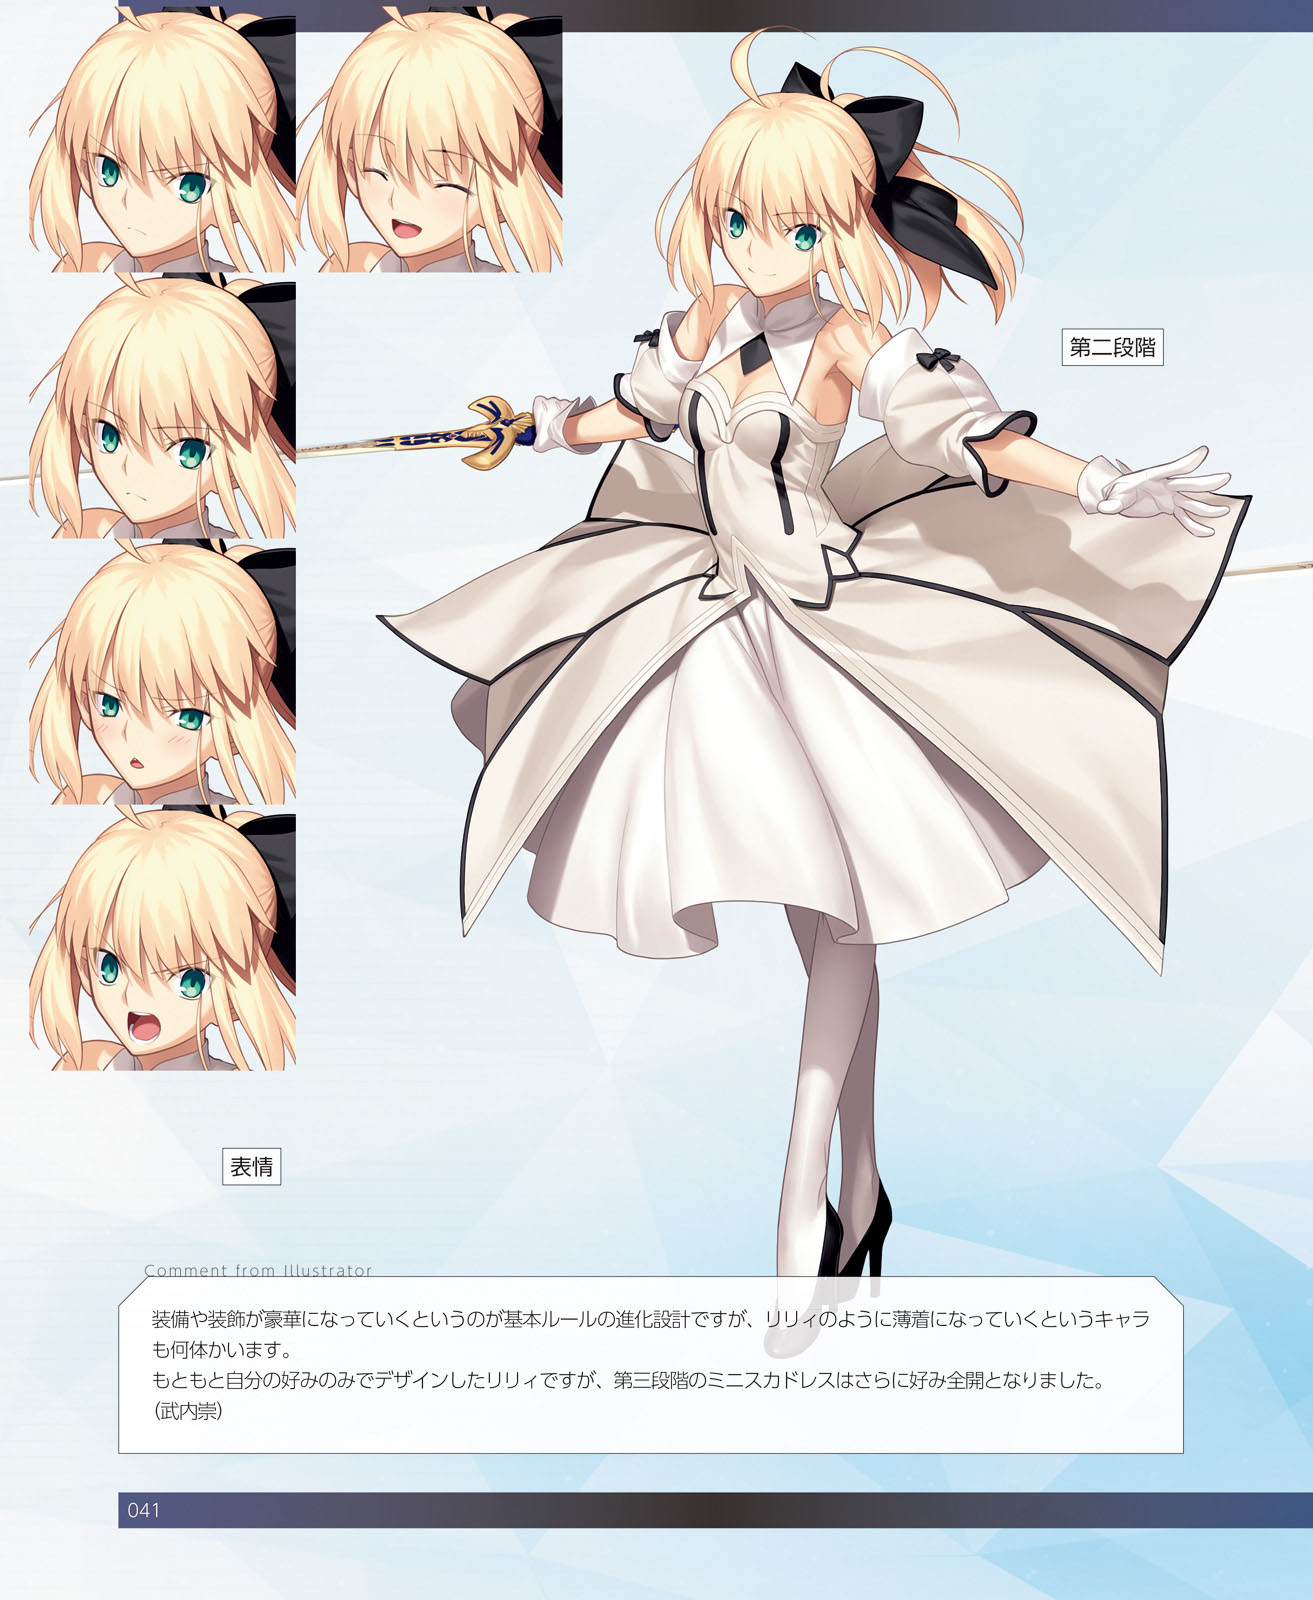 第二段階
表情
Comment from Illustrator
装備や装飾が豪華になっていくというのが基本ルールの進化設計ですが、リリィのように薄着になっていくというキャラ
も何体かいます。
もともと自分の好みのみでデザインしたリリィですが、第三段階のミニスカドレスはさらに好み全開となりました。
(武内崇)
041